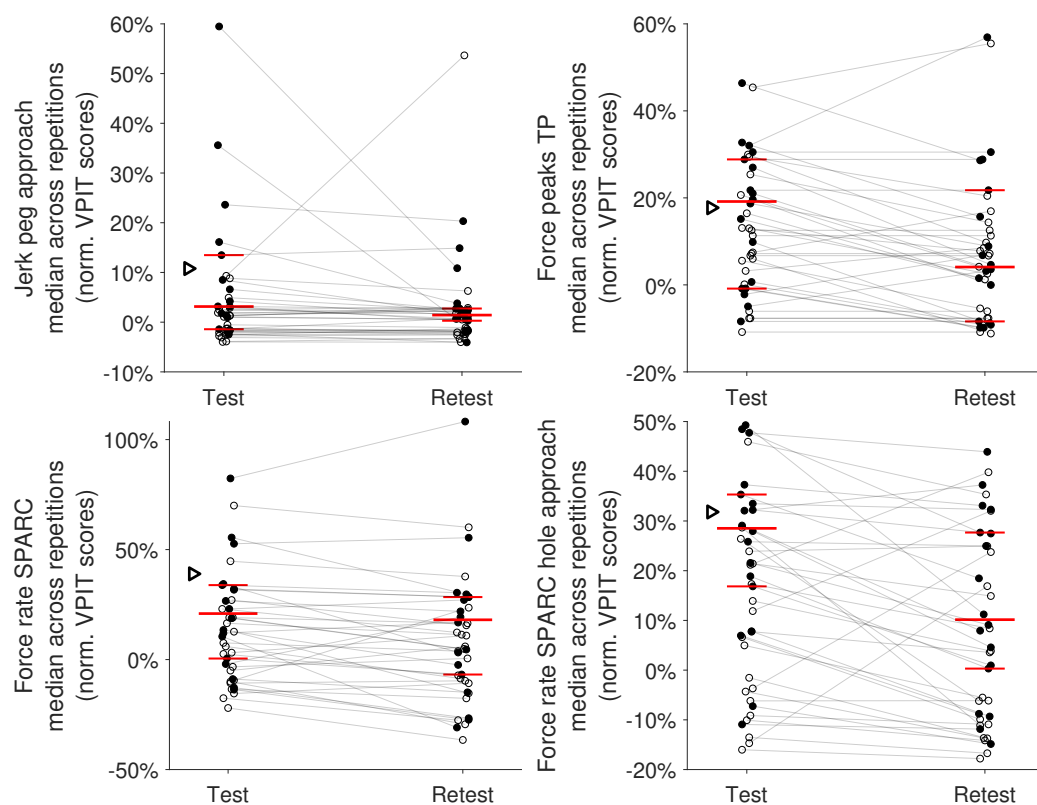 Jerk peg approach
median across repetitions
(norm. VPIT scores)
60%
50%
40%
30%
20%
10%
0%
-10%
Test
Retest
Force peaks TP
median across repetitions
(norm. VPIT scores)
60%
40%
20%
0%
-20%
Test
Retest
Force rate SPARC
median across repetitions
(norm. VPIT scores)
100%
50%
0%
-50%
Test
Retest
Force rate SPARC hole approach
median across repetitions
(norm. VPIT scores)
50%
40%
30%
20%
10%
0%
-10%
-20%
Test
Retest